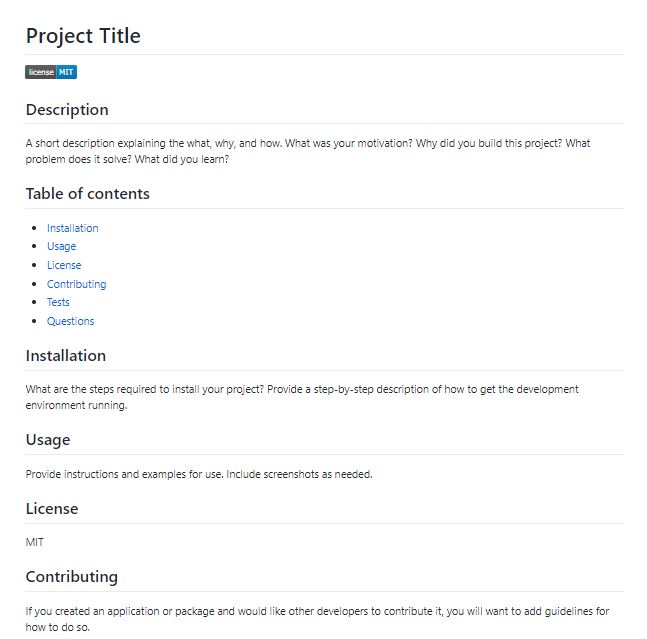 Project Title
license MIT
Description
A short description explaining the what, why, and how. What was your motivation? Why did you build this project? What
problem does it solve? What did you learn?
Table of contents
Installation
Usage
License
Contributing
Tests
Questions
Installation
What are the steps required to install your project? Provide a step-by-step description of how to get the development
environment running.
Usage
Provide instructions and examples for use. Include screenshots as needed.
License
MIT
Contributing
If you created an application or package and would like other developers to contribute it, you will want to add guidelines for
how to do so.